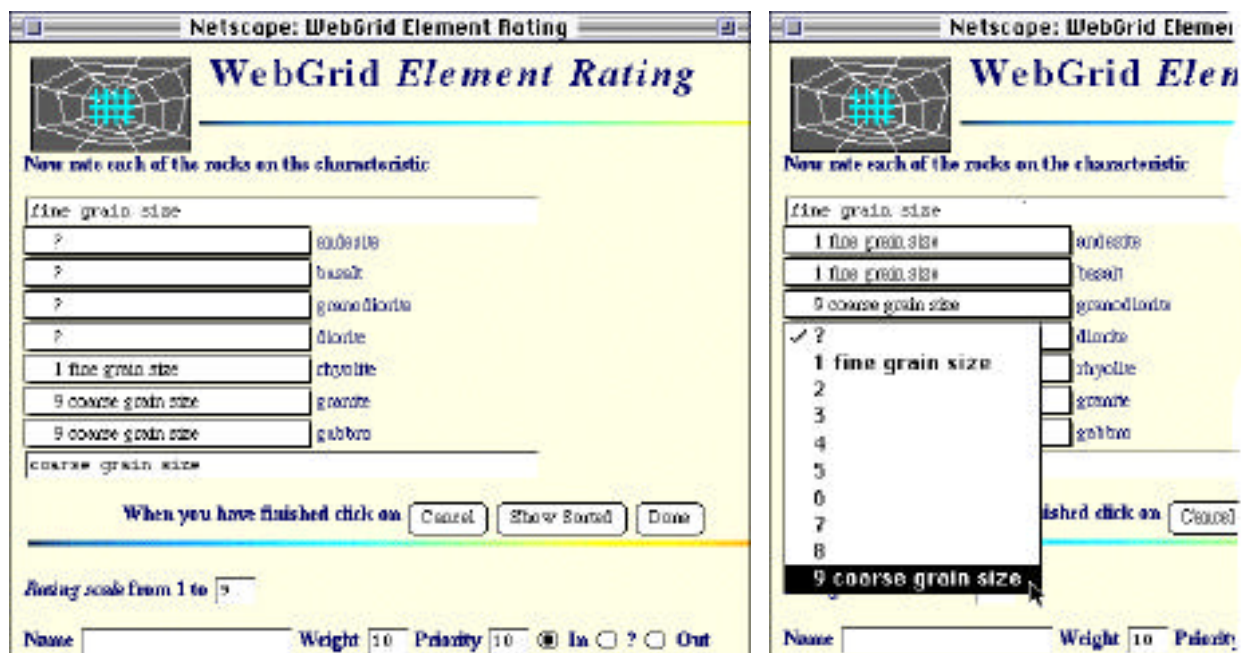 Netscape: WebGrid Element Rating
WebGrid Element Rating
Now rate each of the rocks on the characteristic
fine grain size
? andesite
? basalt
? granodiorite
? diorite
1 fine grain size rhyolite
9 coarse grain size granite
9 coarse grain size gabbro
coarse grain size
When you have finished click on Cancel Show Sorted Done
Rating scale from 1 to 9
Name Weight 10 Priority 10 In ? Out
Netscape: WebGrid Elemen
WebGrid Elem
Now rate each of the rocks on the characteristic
fine grain size
1 fine grain size andesite
1 fine grain size basalt
9 coarse grain size granodiorite
? diorite
1 fine grain size rhyolite
2 granite
3
4 gabbro
5
6
7 ished click on Cancel
8
9 coarse grain size
Name Weight 10 Priority